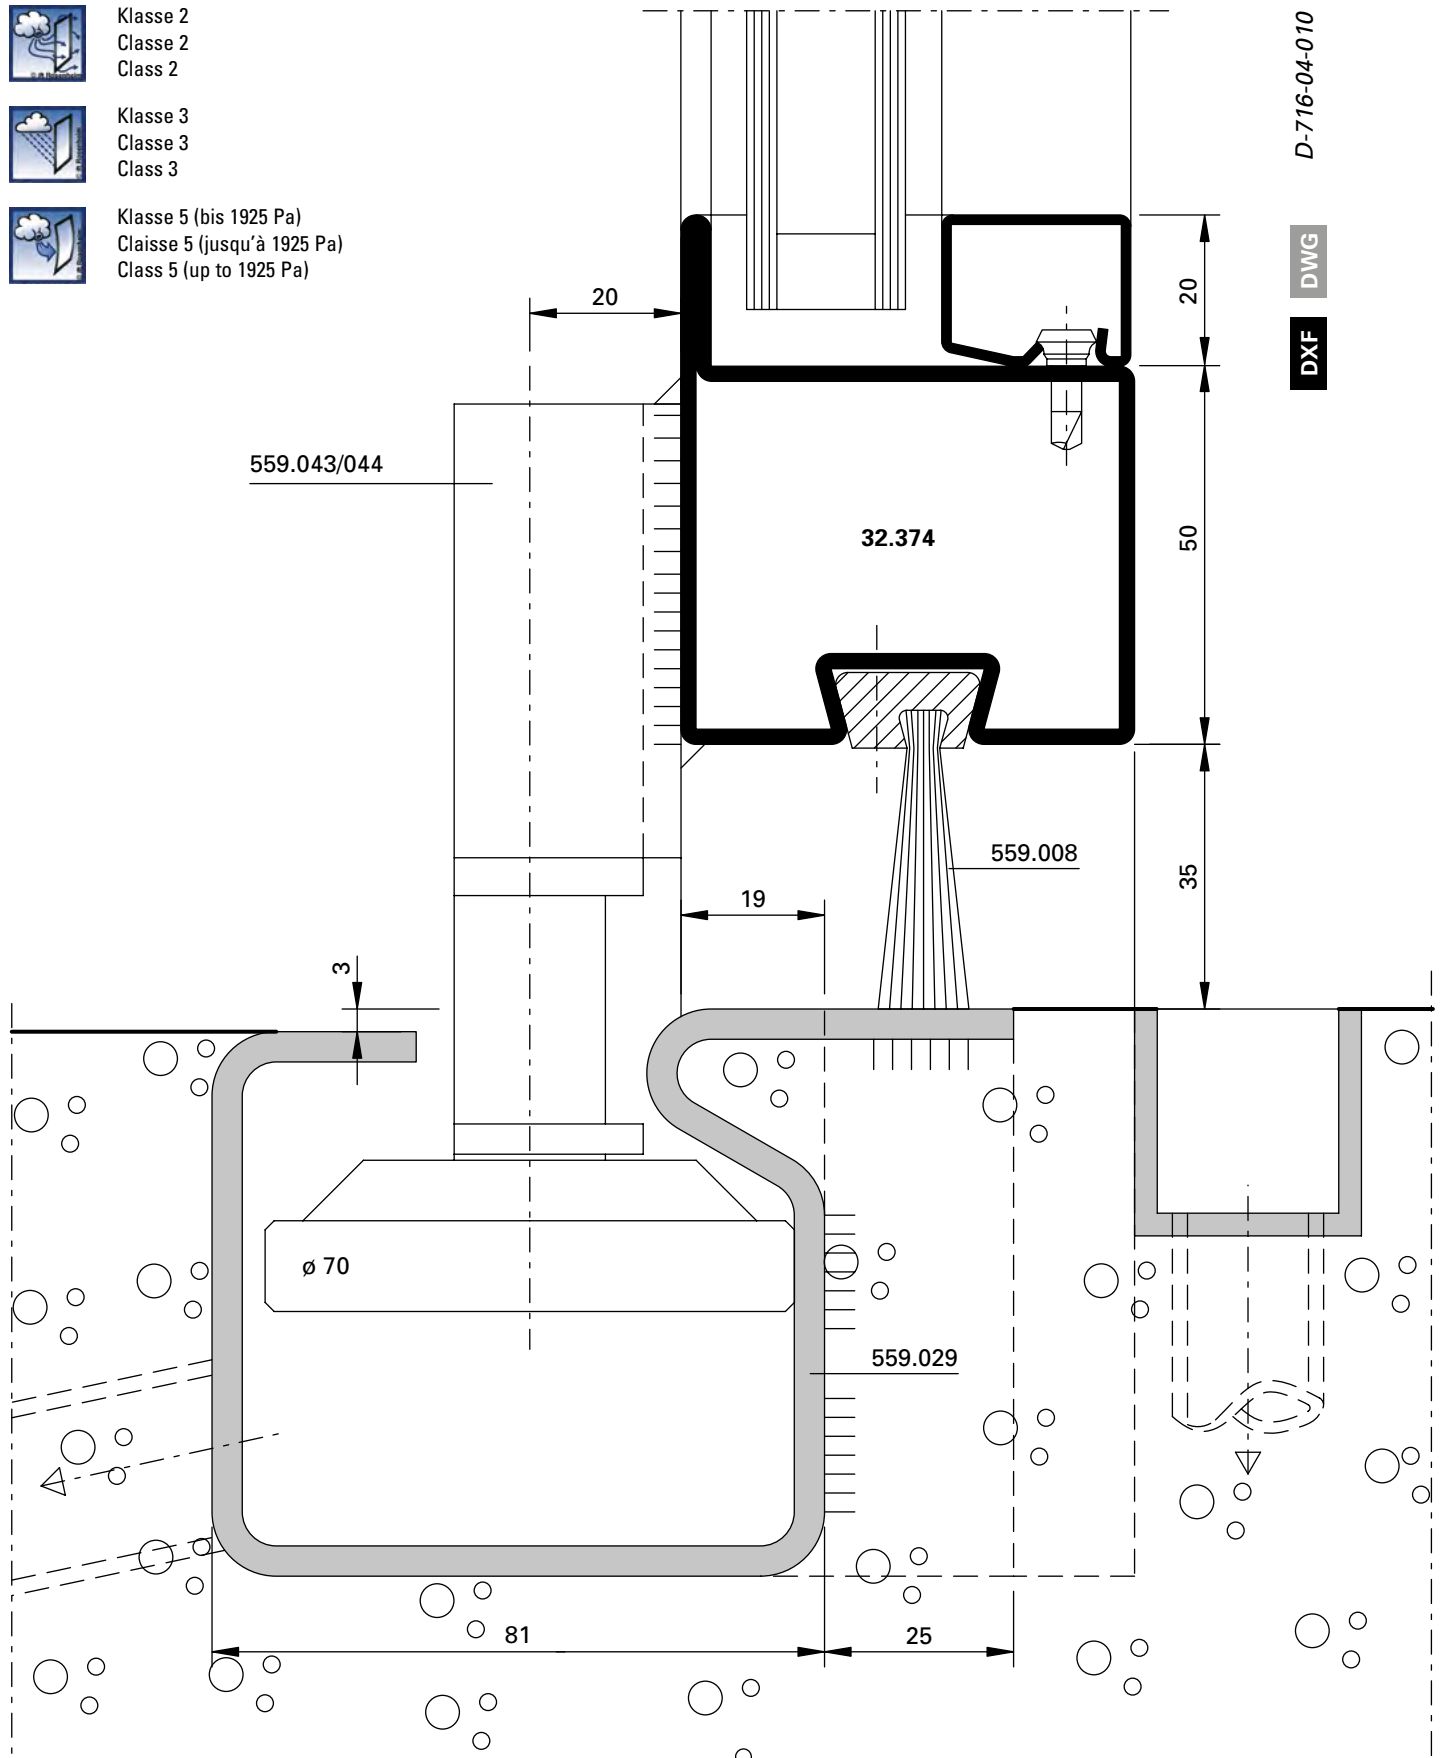 Klasse 2
Classe 2
Class 2
Klasse 3
Classe 3
Class 3
Klasse 5 (bis 1925 Pa)
Claisse 5 (jusqu'à 1925 Pa)
Class 5 (up to 1925 Pa)
D-716-04-010
DWG
DXF
20
20
559.043/044
32.374
50
559.008
35
19
3
ø 70
559.029
81
25